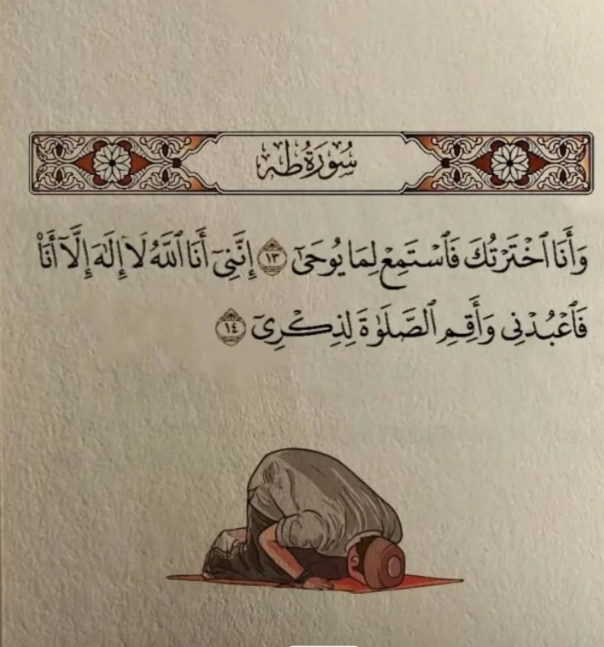 سُورَةُ طه
وَأَنَا ٱخْتَرْتُكَ فَٱسْتَمِعْ لِمَا يُوحَىٰٓ ١٣ إِنَّنِىٓ أَنَا ٱللَّهُ لَآ إِلَٰهَ إِلَّآ أَنَا۠
فَٱعْبُدْنِى وَأَقِمِ ٱلصَّلَوٰةَ لِذِكْرِىٓ ١٤